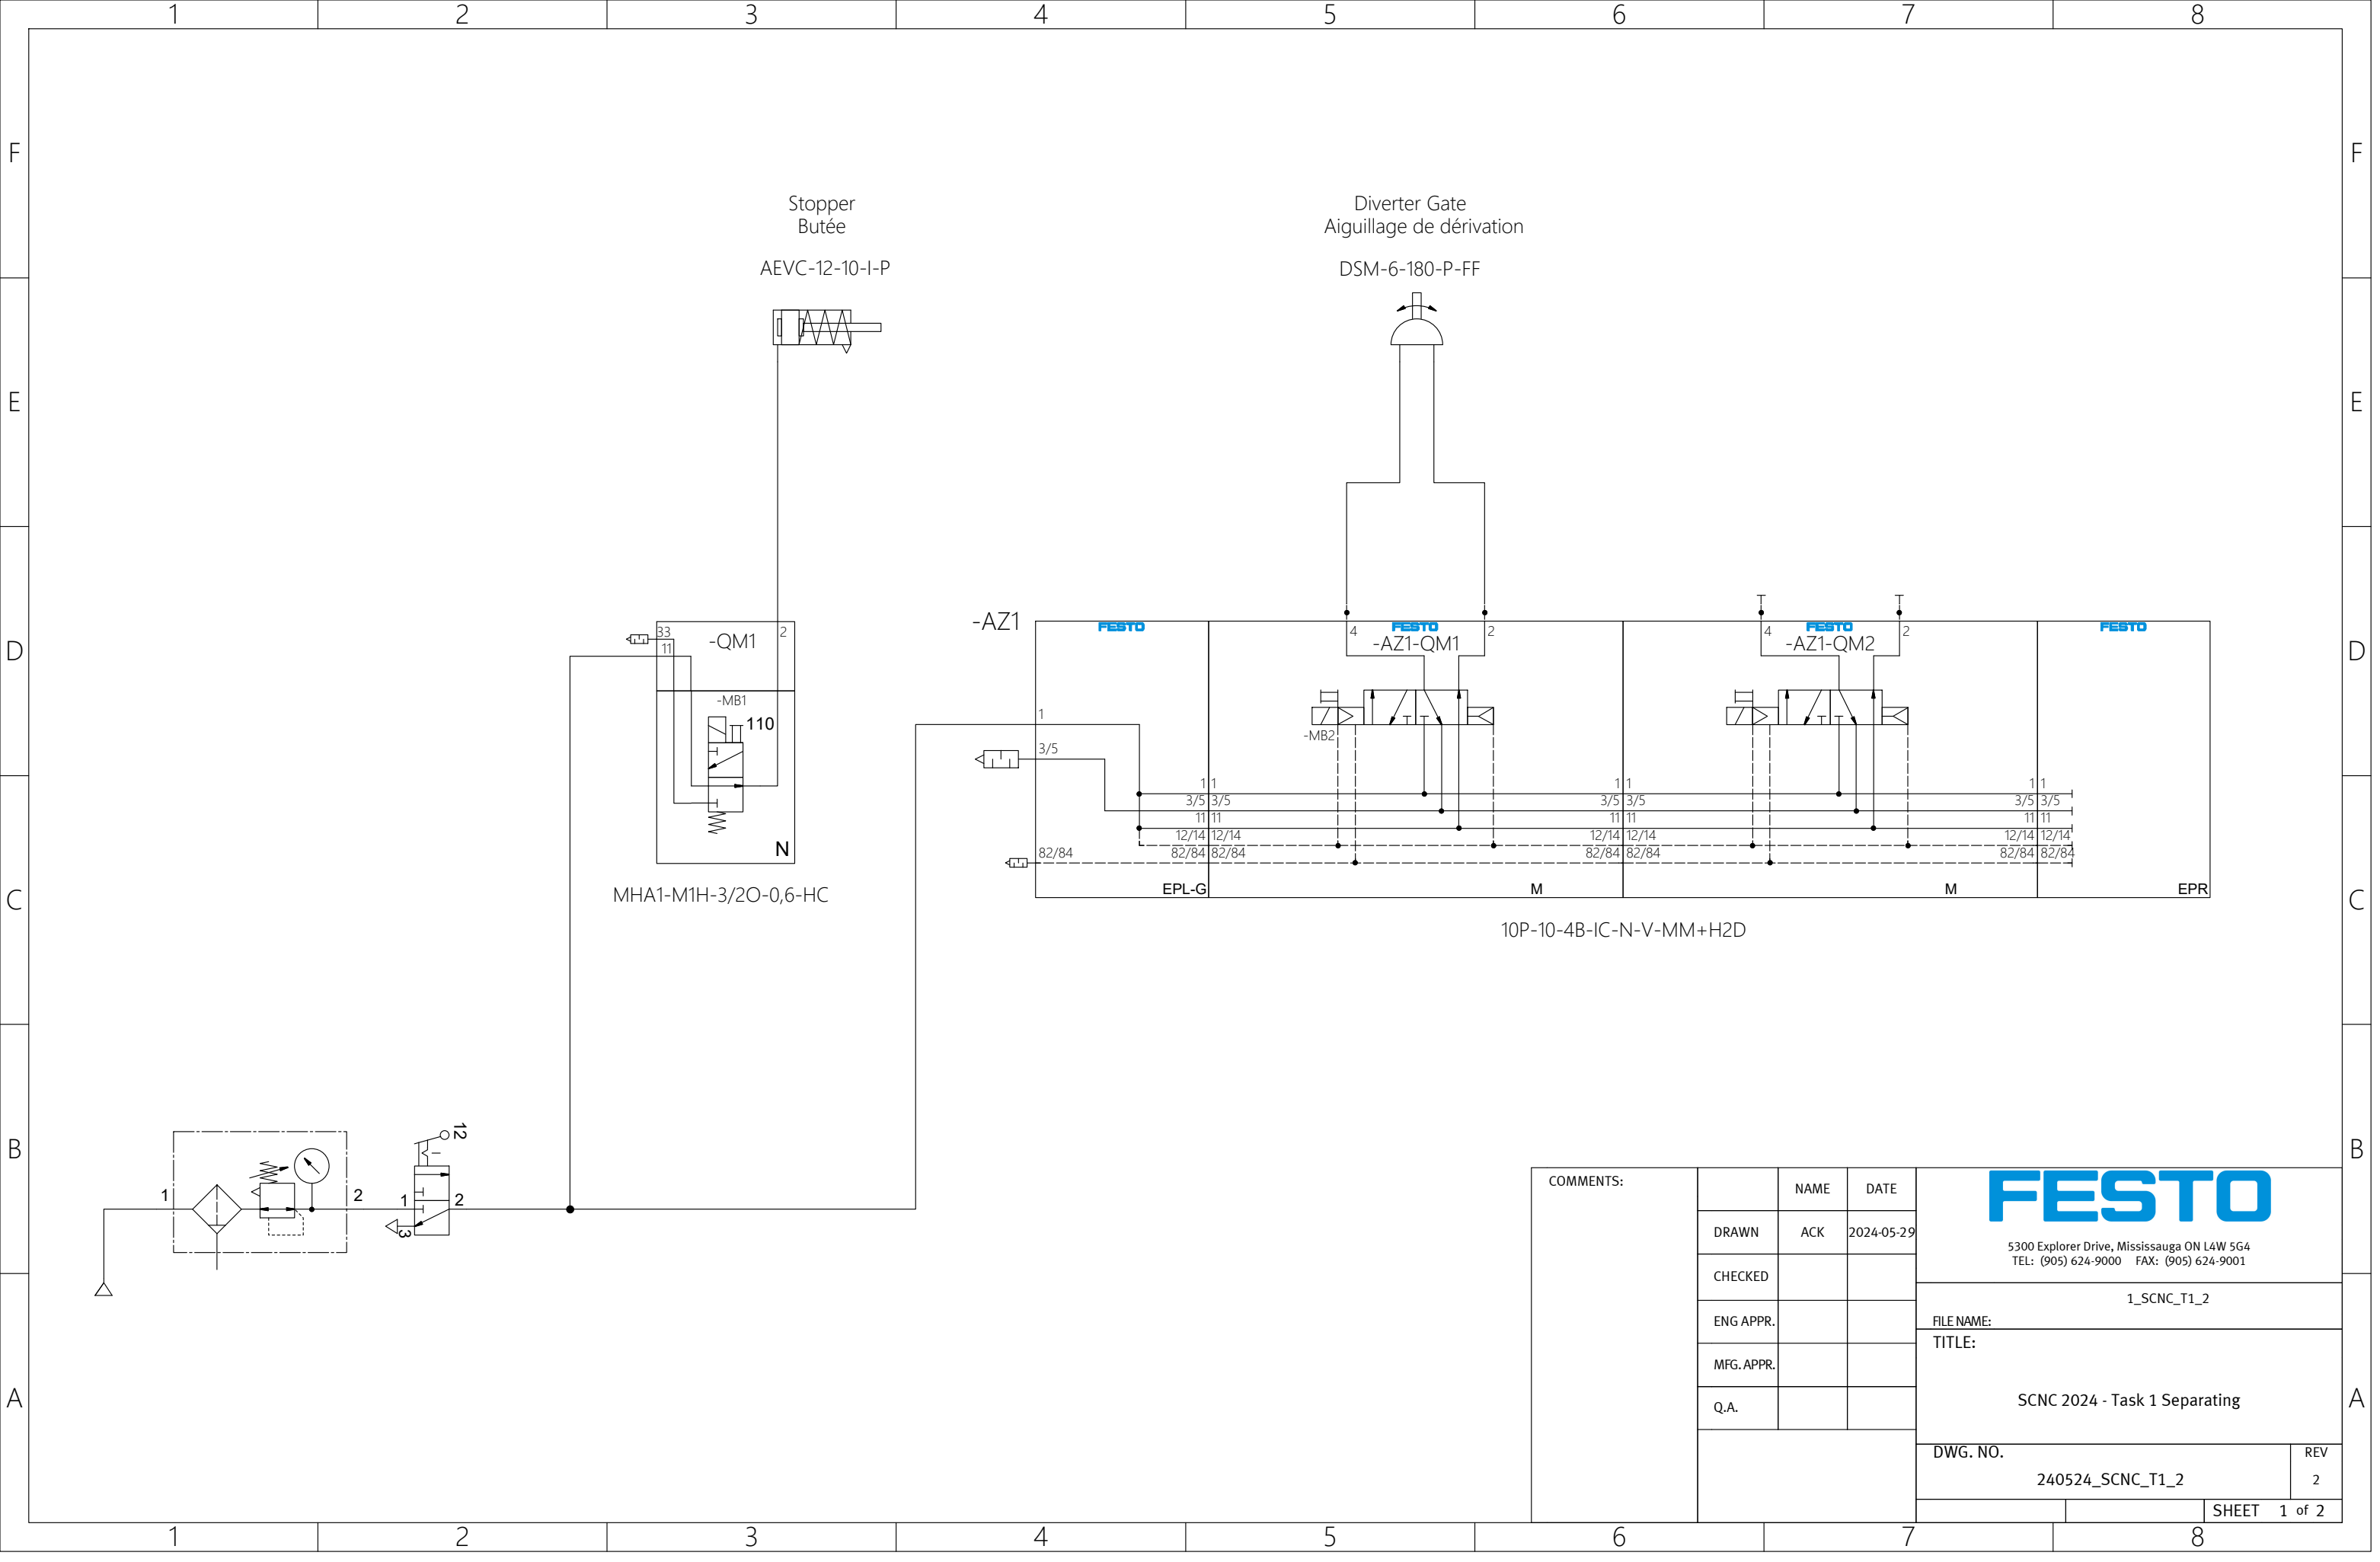 1 2 3 4 5 6 7 8
F F
Stopper
Butée
AEVC-12-10-I-P
Diverter Gate
Aiguillage de dérivation
DSM-6-180-P-FF
E E
D D
33 -QM1 2
11
-MB1
110
N
MHA1-M1H-3/2O-0,6-HC
-AZ1
FESTO FESTO FESTO FESTO
4 -AZ1-QM1 2
4 -AZ1-QM2 2
1
-MB2
3/5
1 1 1 1 1 1
3/5 3/5 3/5 3/5 3/5 3/5
11 11 11 11 11 11
12/14 12/14 12/14 12/14 12/14 12/14
82/84 82/84 82/84 82/84 82/84 82/84 82/84
EPL-G M M EPR
10P-10-4B-IC-N-V-MM+H2D
C C
B B
12
1 2 1 2
3
COMMENTS:
NAME DATE
DRAWN ACK 2024-05-29
CHECKED
ENG APPR.
MFG. APPR.
Q.A.
FESTO
5300 Explorer Drive, Mississauga ON L4W 5G4
TEL: (905) 624-9000 FAX: (905) 624-9001
1_SCNC_T1_2
FILE NAME:
TITLE:
SCNC 2024 - Task 1 Separating
DWG. NO.
240524_SCNC_T1_2
REV
2
SHEET 1 of 2
A A
1 2 3 4 5 6 7 8